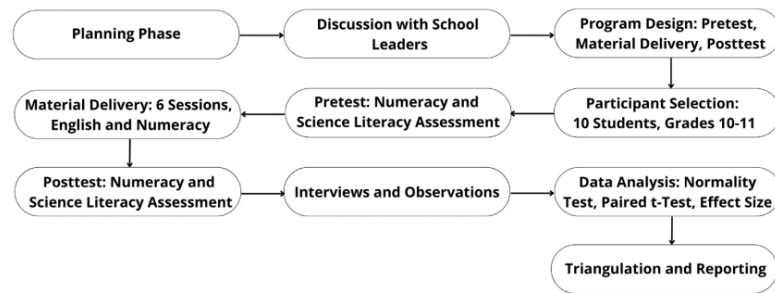 Planning Phase
Discussion with School
Leaders
Program Design: Pretest,
Material Delivery, Posttest
Participant Selection:
10 Students, Grades 10-11
Pretest: Numeracy and
Science Literacy Assessment
Material Delivery: 6 Sessions,
English and Numeracy
Posttest: Numeracy and
Science Literacy Assessment
Interviews and Observations
Data Analysis: Normality
Test, Paired t-Test, Effect Size
Triangulation and Reporting